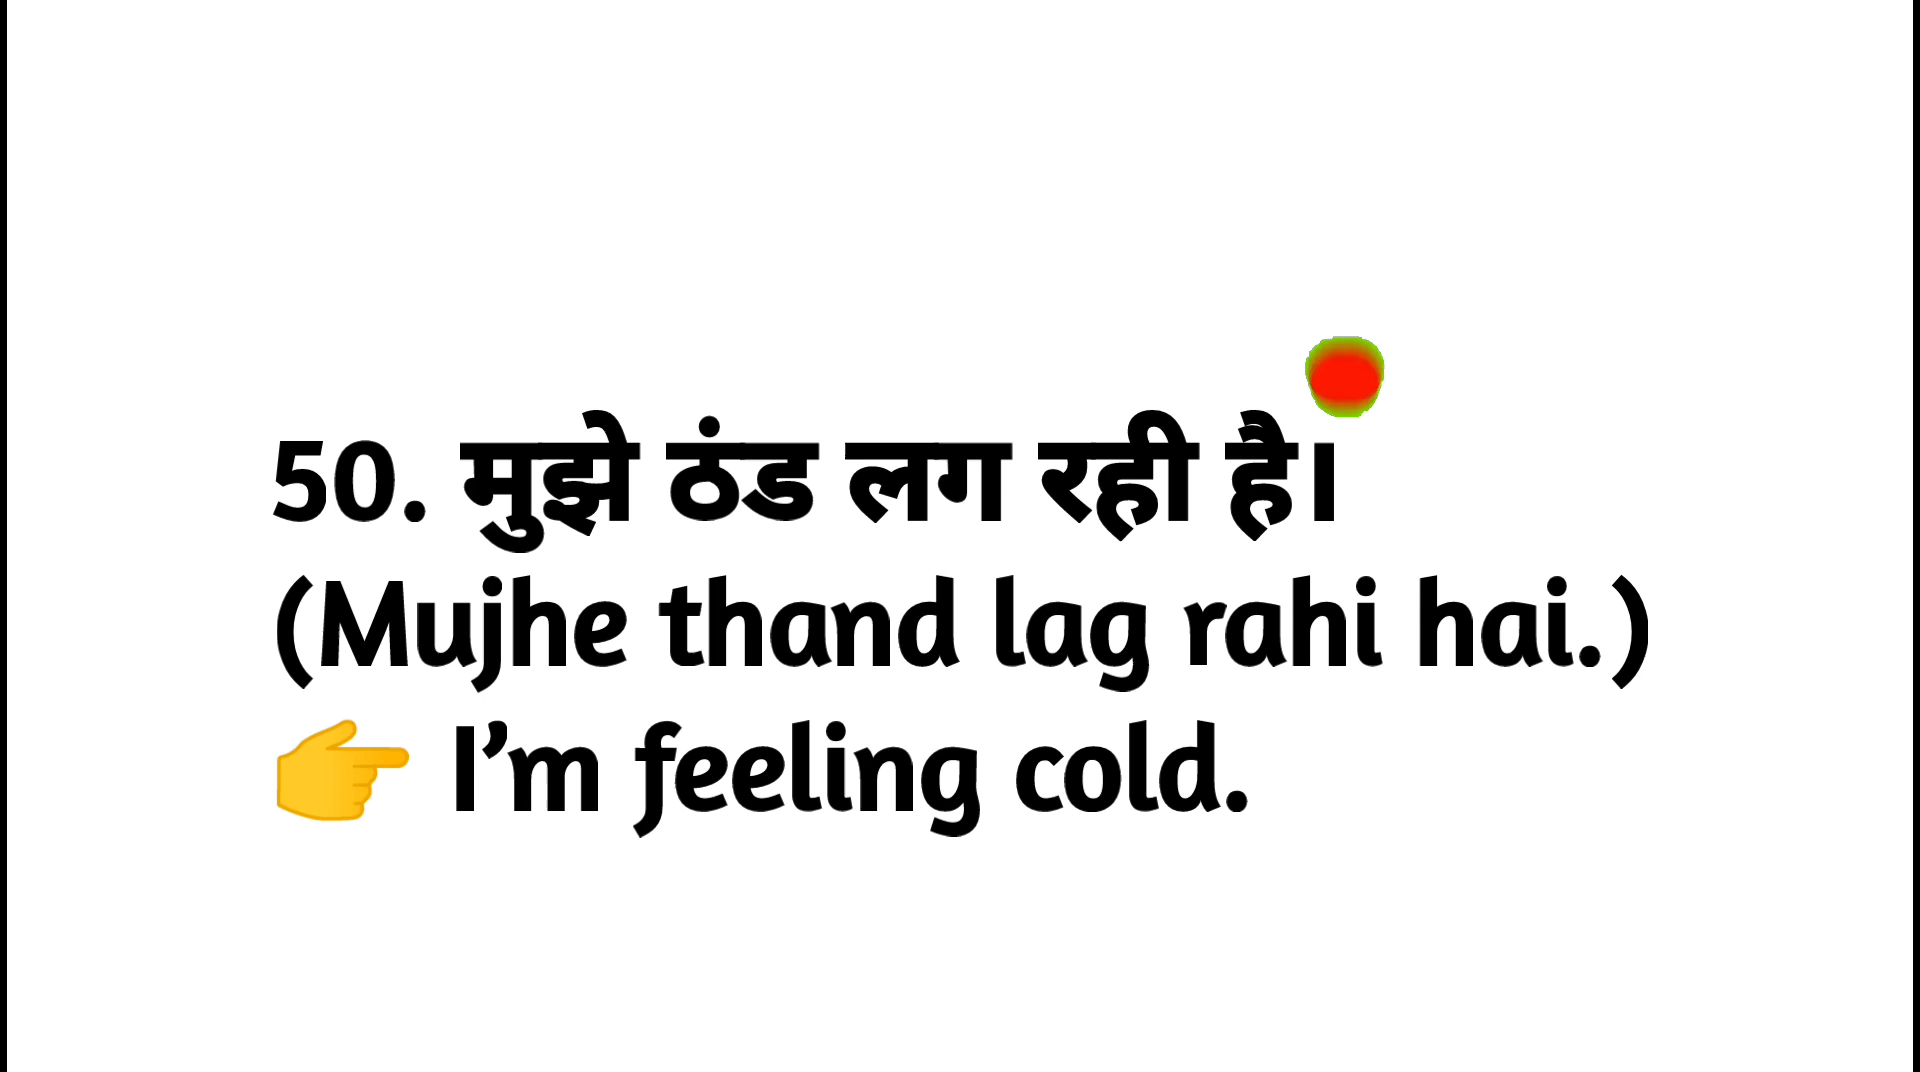 50. मुझे ठंड लग रही है।
(Mujhe thand lag rahi hai.)
👉 I’m feeling cold.